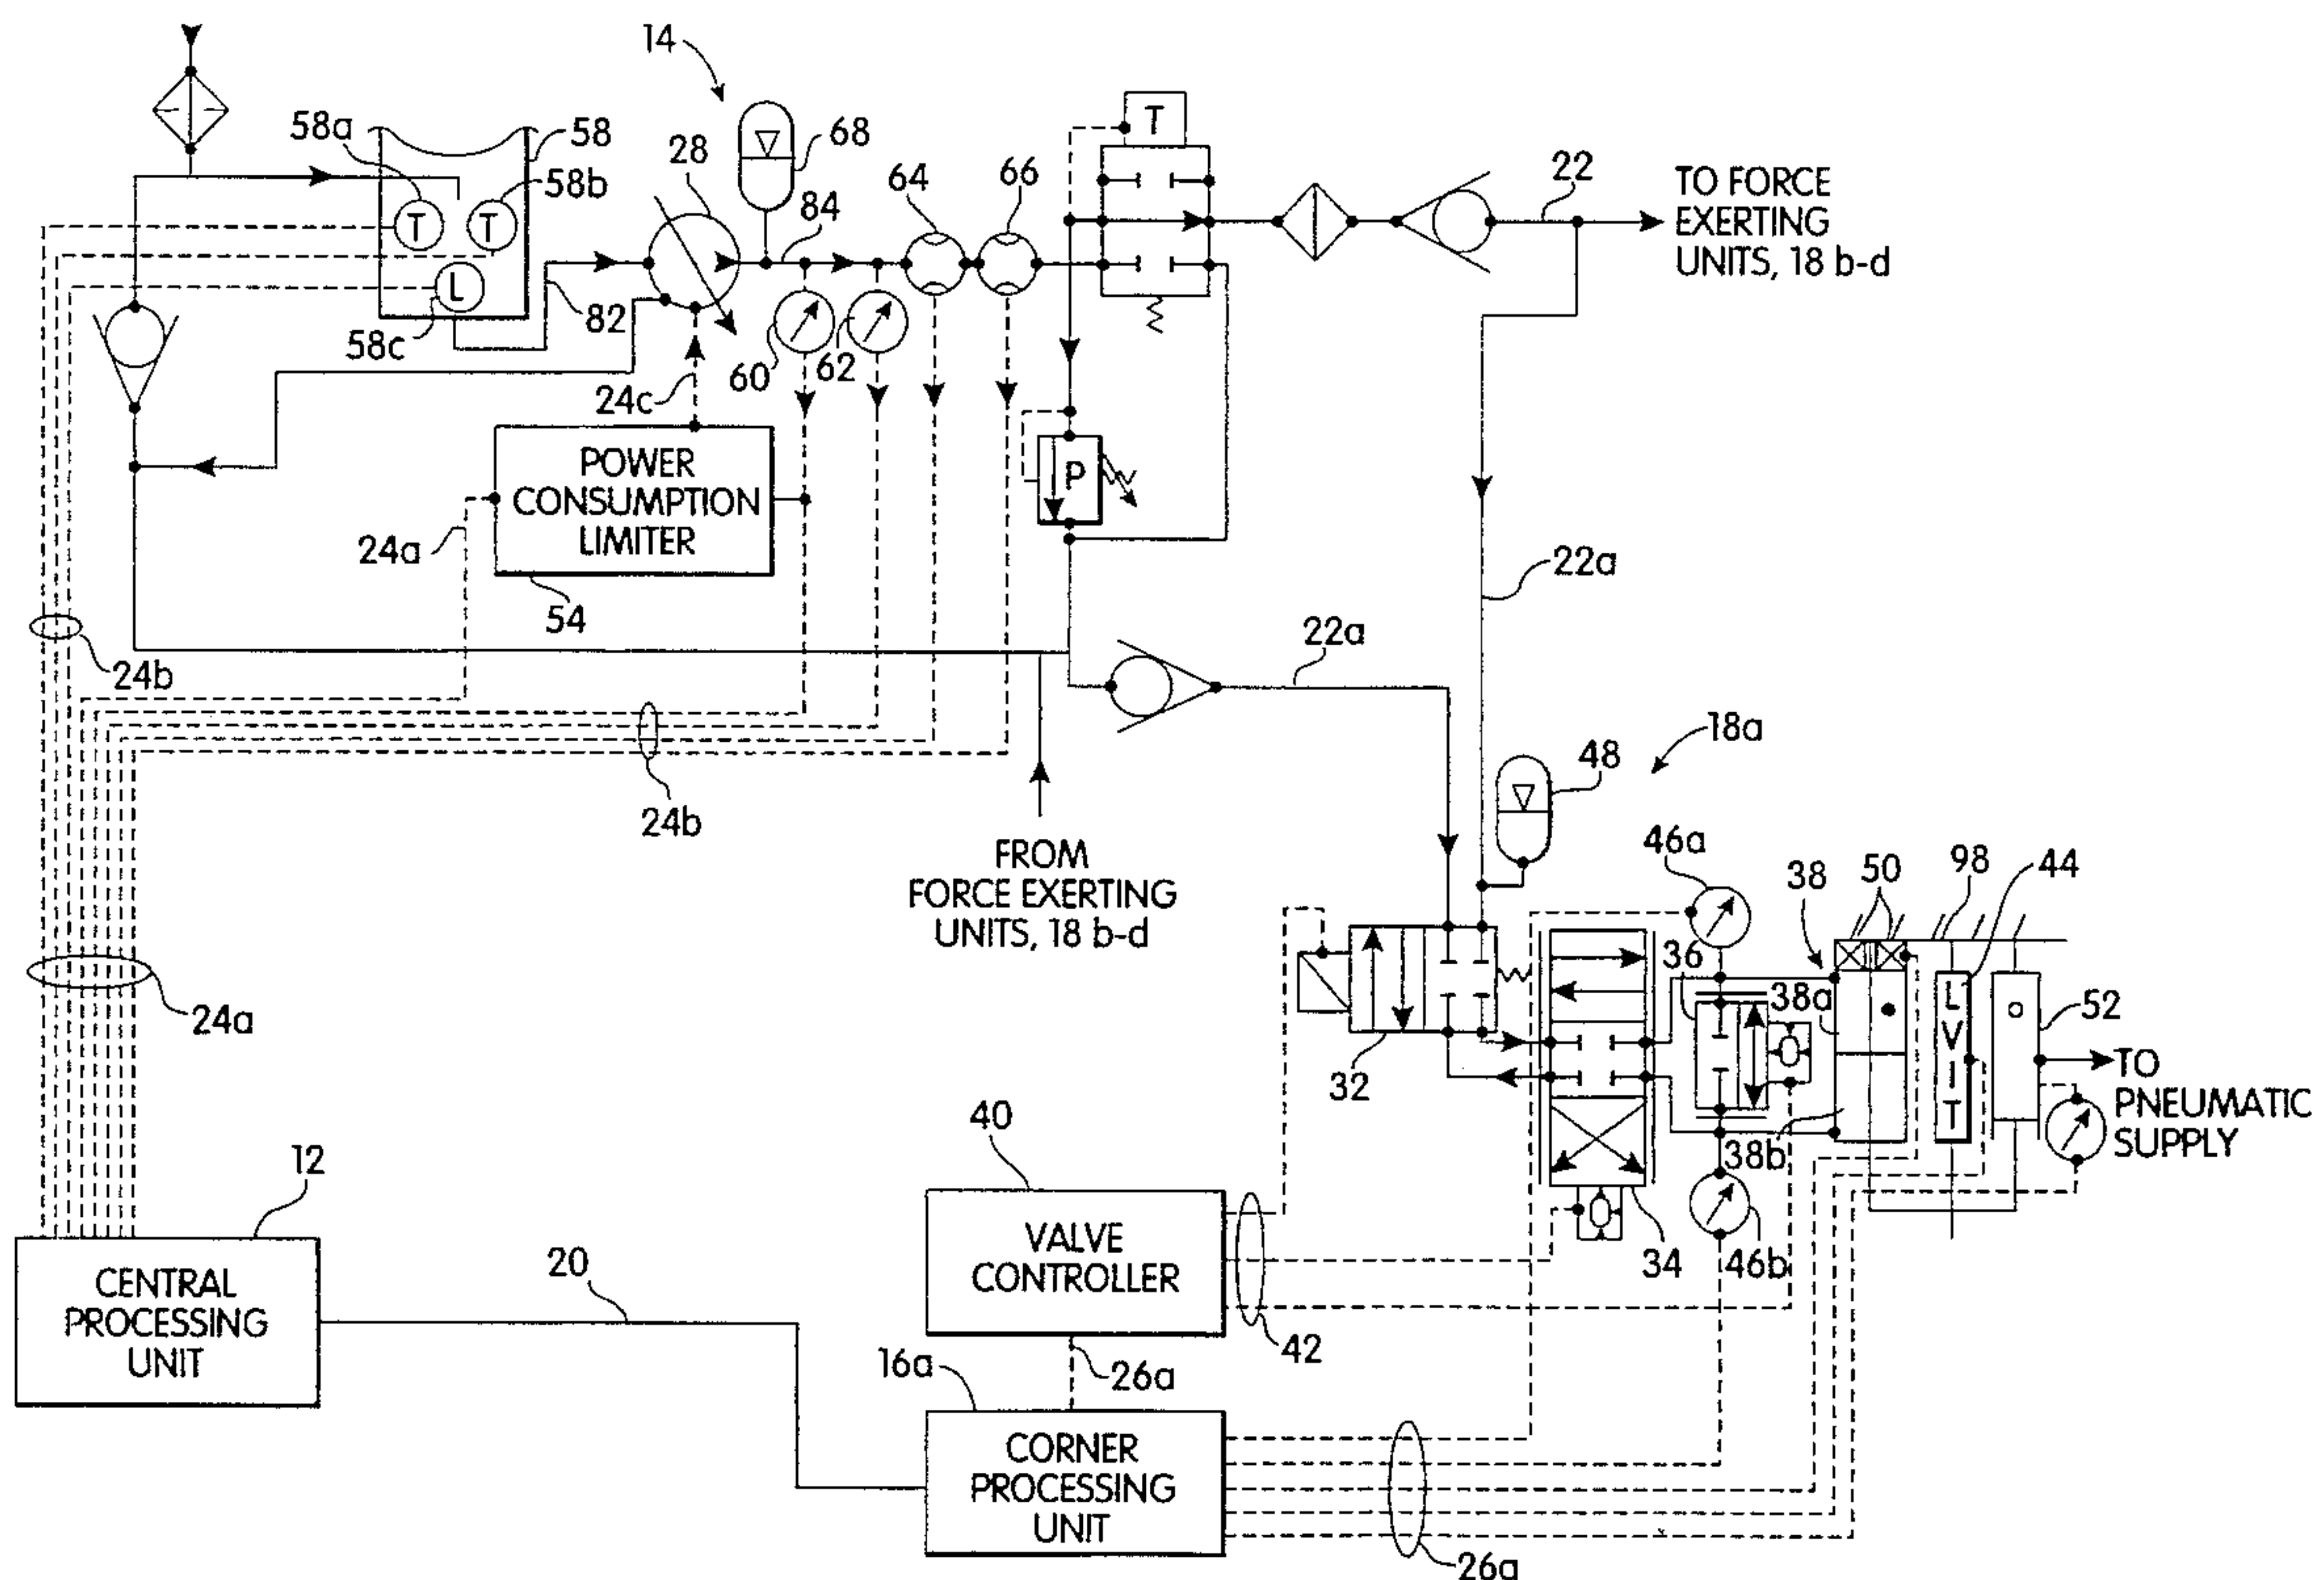 14
58a
58
58b
28
68
64
66
T
22
TO FORCE
EXERTING
UNITS, 18 b-d
84
T
T
L
58c
82
60
62
24c
P
POWER
CONSUMPTION
LIMITER
24a
54
22a
22a
24b
24b
18a
48
FROM
FORCE EXERTING
UNITS, 18 b-d
46a
38
50
98
44
36
38a
L
V
I
T
52
24a
32
TO
PNEUMATIC
SUPPLY
38b
40
12
VALVE
CONTROLLER
34
46b
20
CENTRAL
PROCESSING
UNIT
42
16a
26a
CORNER
PROCESSING
UNIT
26a